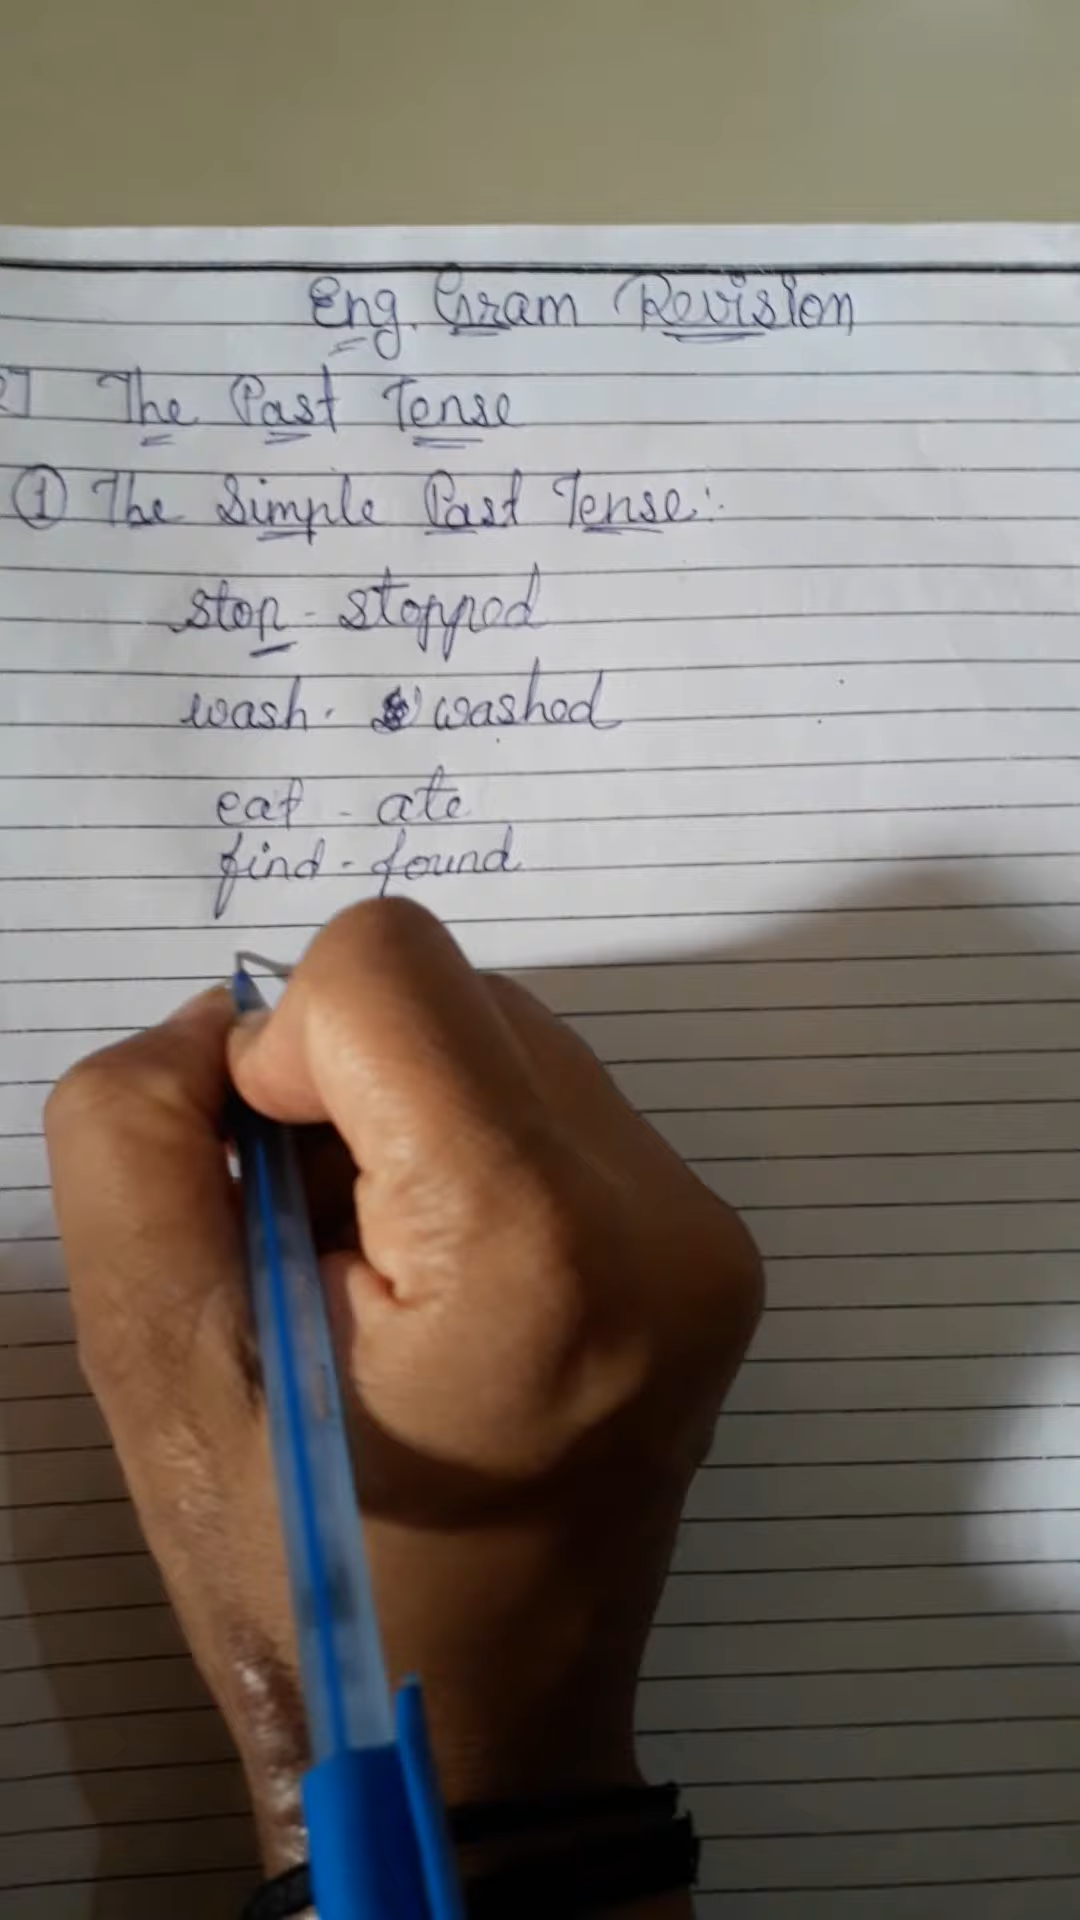 Eng. Gram Revision
The Past Tense
① The Simple Past Tense:
stop - stopped
wash - washed
eat - ate
find - found